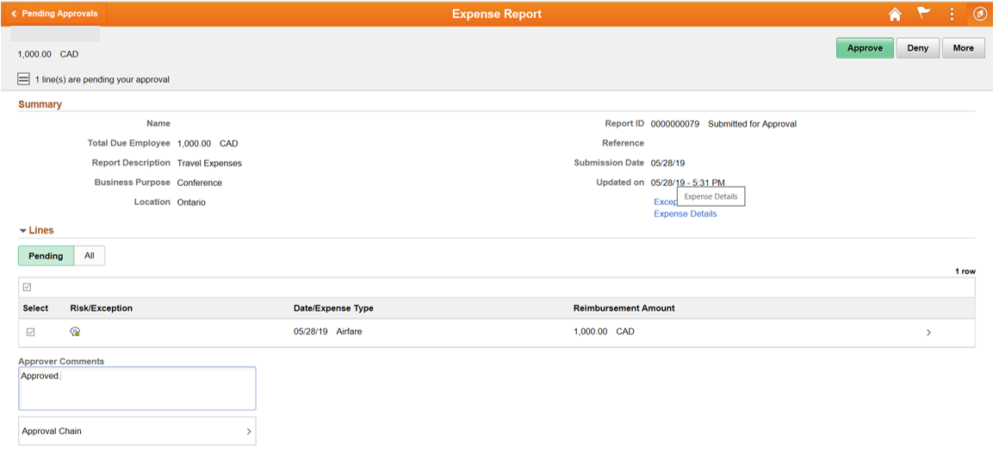 Pending Approvals
Expense Report
1,000.00 CAD
Approve Deny More
1 line(s) are pending your approval
Summary
Name
Report ID 0000000079 Submitted for Approval
Total Due Employee 1,000.00 CAD
Reference
Report Description Travel Expenses
Submission Date 05/28/19
Business Purpose Conference
Updated on 05/28/19 - 5:31 PM
Location Ontario
Expense Details
Expense Details
Lines
Pending All
1 row
Select Risk/Exception Date/Expense Type Reimbursement Amount
05/28/19 Airfare 1,000.00 CAD
Approver Comments
Approved.
Approval Chain